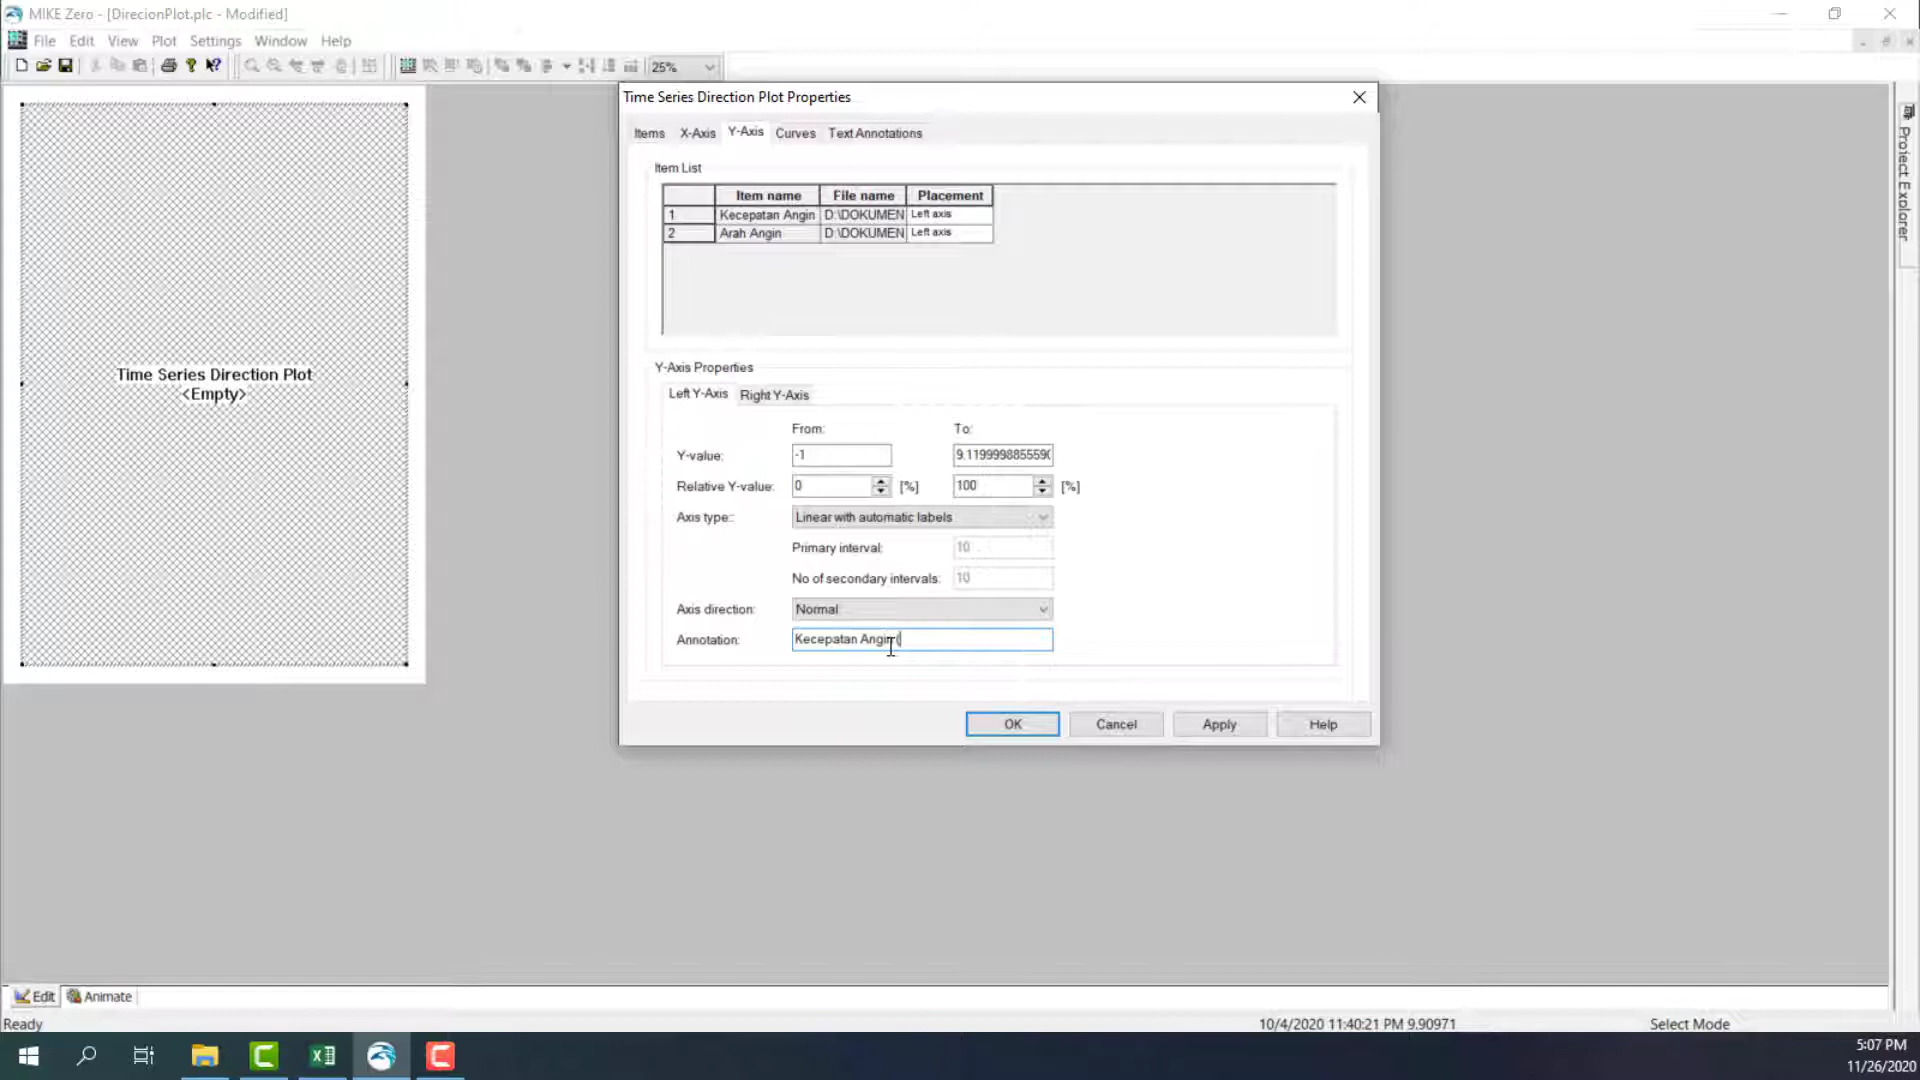 MIKE Zero - [DirecionPlot.plc - Modified]
File Edit View Plot Settings Window Help
25%
Time Series Direction Plot
<Empty>
Time Series Direction Plot Properties
Items X-Axis Y-Axis Curves Text Annotations
Item List
Item name File name Placement
1 Kecepatan Angin D:\DOKUMEN Left axis
2 Arah Angin D:\DOKUMEN Left axis
Y-Axis Properties
Left Y-Axis Right Y-Axis
From: To:
Y-value: -1 9.1199998855590
Relative Y-value: 0 [%] 100 [%]
Axis type:: Linear with automatic labels
Primary interval: 10
No of secondary intervals: 10
Axis direction: Normal
Annotation: Kecepatan Angin (
OK Cancel Apply Help
Project Explorer
Edit Animate
Ready 10/4/2020 11:40:21 PM 9.90971 Select Mode
5:07 PM
11/26/2020